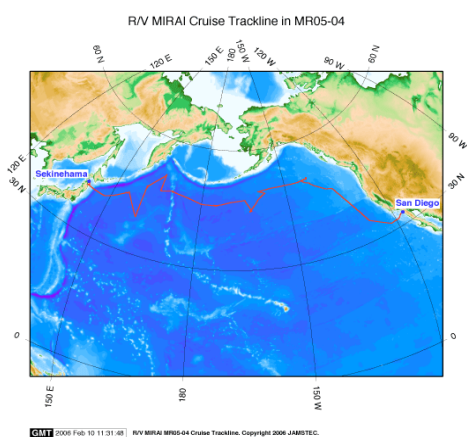 R/V MIRAI Cruise Trackline in MR05-04
60 N
120 E
150 E
180
150 W
120 W
90 W
60 N
120 E
90 W
Sekinehama
30 N
30 N
San Diego
0
0
150 E
180
150 W
GMT 2006 Feb 10 11:31:48 R/V MIRAI MR05-04 Cruise Trackline. Copyright 2006 JAMSTEC.